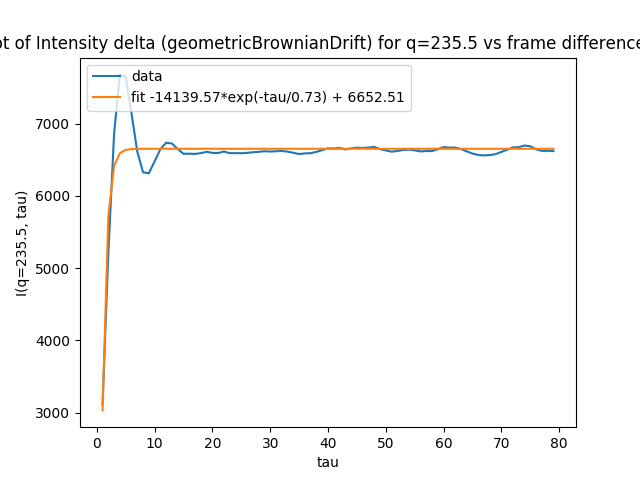 ot of Intensity delta (geometricBrownianDrift) for q=235.5 vs frame difference
data
fit -14139.57*exp(-tau/0.73) + 6652.51
7000
6000
5000
4000
3000
I(q=235.5, tau)
0 10 20 30 40 50 60 70 80
tau